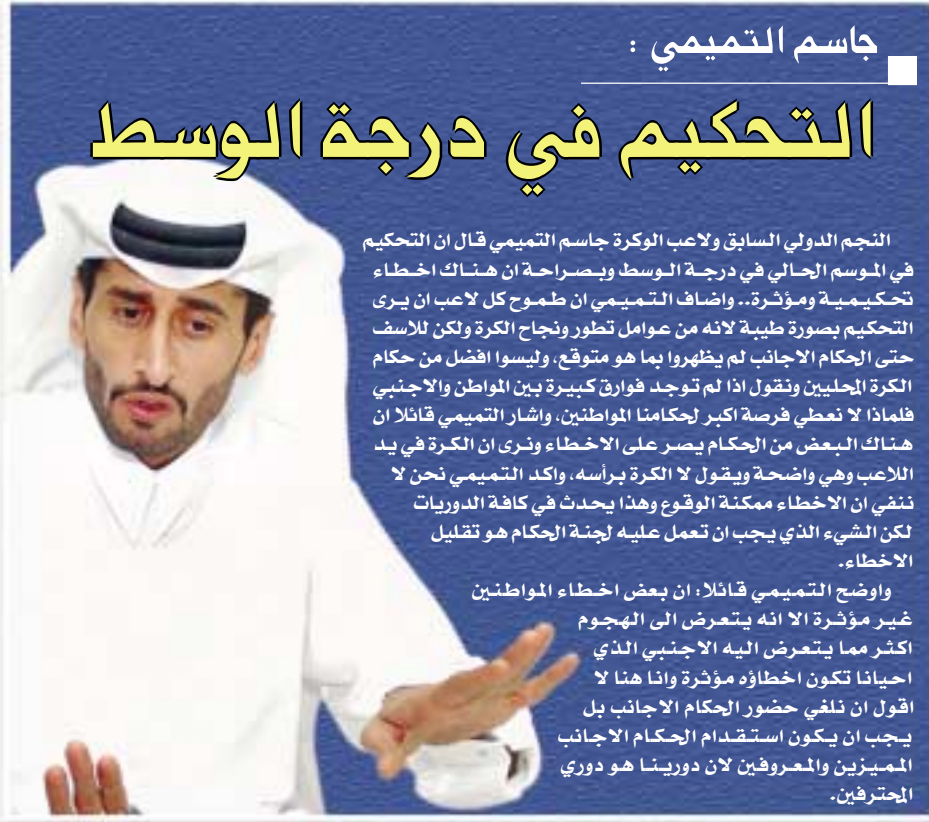 جاسم التميمي :
التحكيم في درجة الوسط
النجم الدولي السابق ولاعب الوكرة جاسم التميمي قال ان التحكيم
في الموسم الحالي في درجة الوسط وبصراحة ان هناك اخطاء
تحكيمية ومؤثرة.. واضاف التميمي ان طموح كل لاعب ان يرى
التحكيم بصورة طيبة لانه من عوامل تطور ونجاح الكرة ولكن للاسف
حتى الحكام الاجانب لم يظهروا بما هو متوقع، وليسوا افضل من حكام
الكرة المحليين ونقول اذا لم توجد فوارق كبيرة بين المواطن والاجنبي
فلماذا لا نعطي فرصة اكبر لحكامنا المواطنين، واشار التميمي قائلا ان
هناك البعض من الحكام يصر على الاخطاء ونرى ان الكرة في يد
اللاعب وهي واضحة ويقول لا الكرة برأسه، واكد التميمي نحن لا
ننفي ان الاخطاء ممكنة الوقوع وهذا يحدث في كافة الدوريات
لكن الشيء الذي يجب ان تعمل عليه لجنة الحكام هو تقليل
الاخطاء.
واوضح التميمي قائلا: ان بعض اخطاء المواطنين
غير مؤثرة الا انه يتعرض الى الهجوم
اكثر مما يتعرض اليه الاجنبي الذي
احيانا تكون اخطاؤه مؤثرة وانا هنا لا
اقول ان نلغي حضور الحكام الاجانب بل
يجب ان يكون استقدام الحكام الاجانب
المميزين والمعروفين لان دورينا هو دوري
المحترفين.